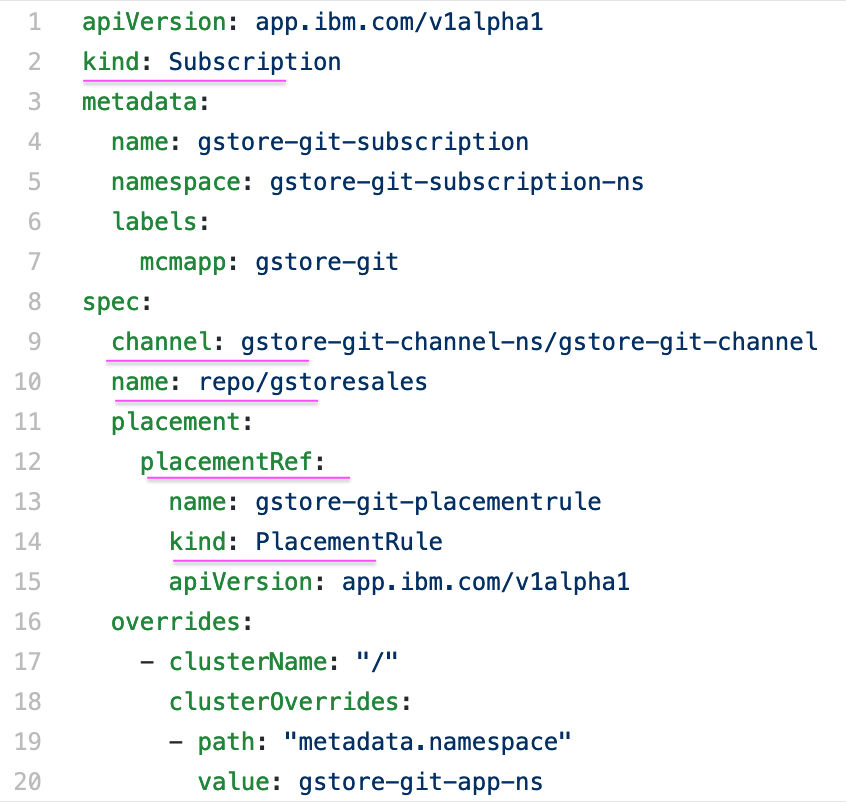 1 apiVersion: app.ibm.com/v1alpha1
2 kind: Subscription
3 metadata:
4   name: gstore-git-subscription
5   namespace: gstore-git-subscription-ns
6   labels:
7     mcmapp: gstore-git
8 spec:
9   channel: gstore-git-channel-ns/gstore-git-channel
10   name: repo/gstoresales
11   placement:
12     placementRef:
13       name: gstore-git-placementrule
14       kind: PlacementRule
15       apiVersion: app.ibm.com/v1alpha1
16   overrides:
17     - clusterName: "/"
18       clusterOverrides:
19       - path: "metadata.namespace"
20         value: gstore-git-app-ns